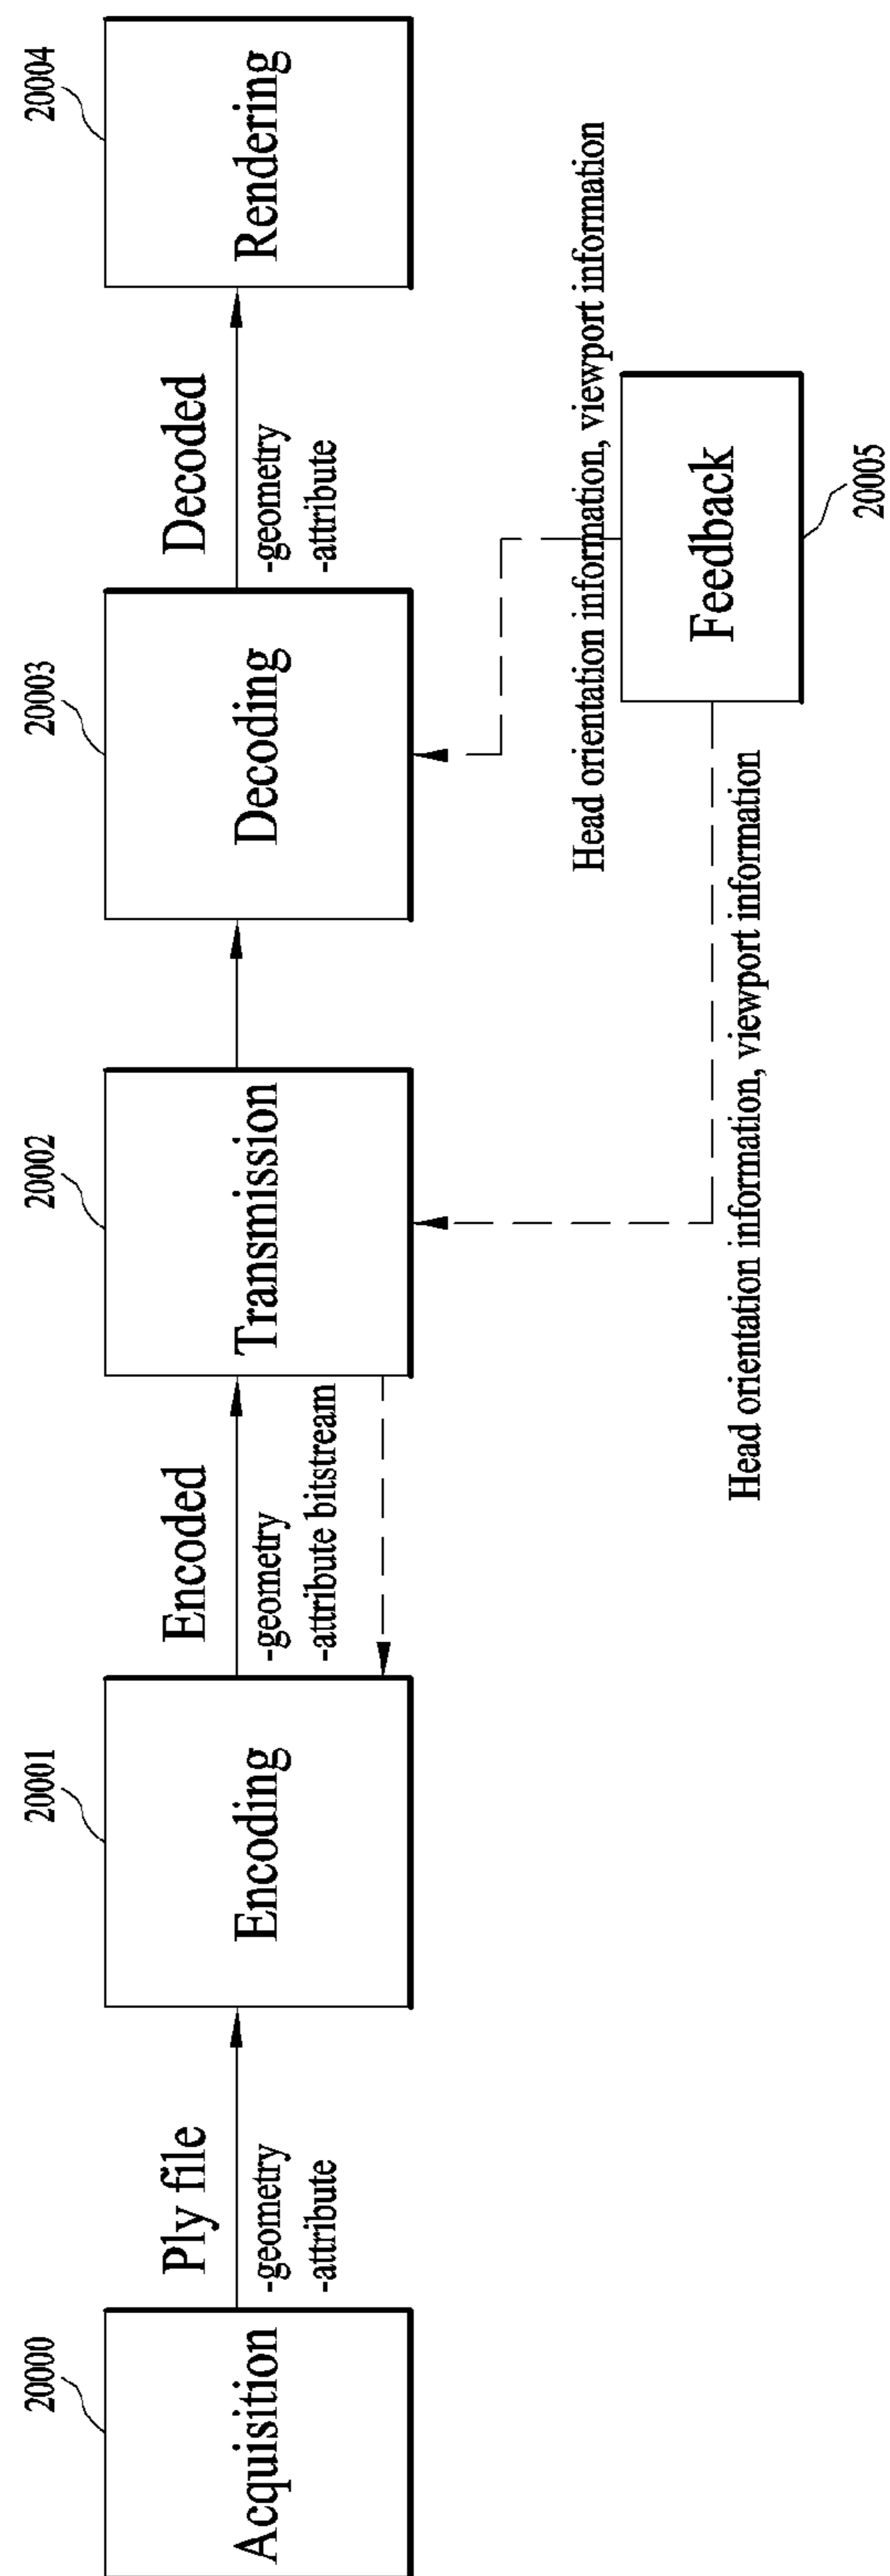 20000
Acquisition
Ply file
-geometry
-attribute
20001
Encoding
Encoded
-geometry
-attribute bitstream
20002
Transmission
20003
Decoding
Decoded
-geometry
-attribute
20004
Rendering
Head orientation information, viewport information
Feedback
20005
Head orientation information, viewport information